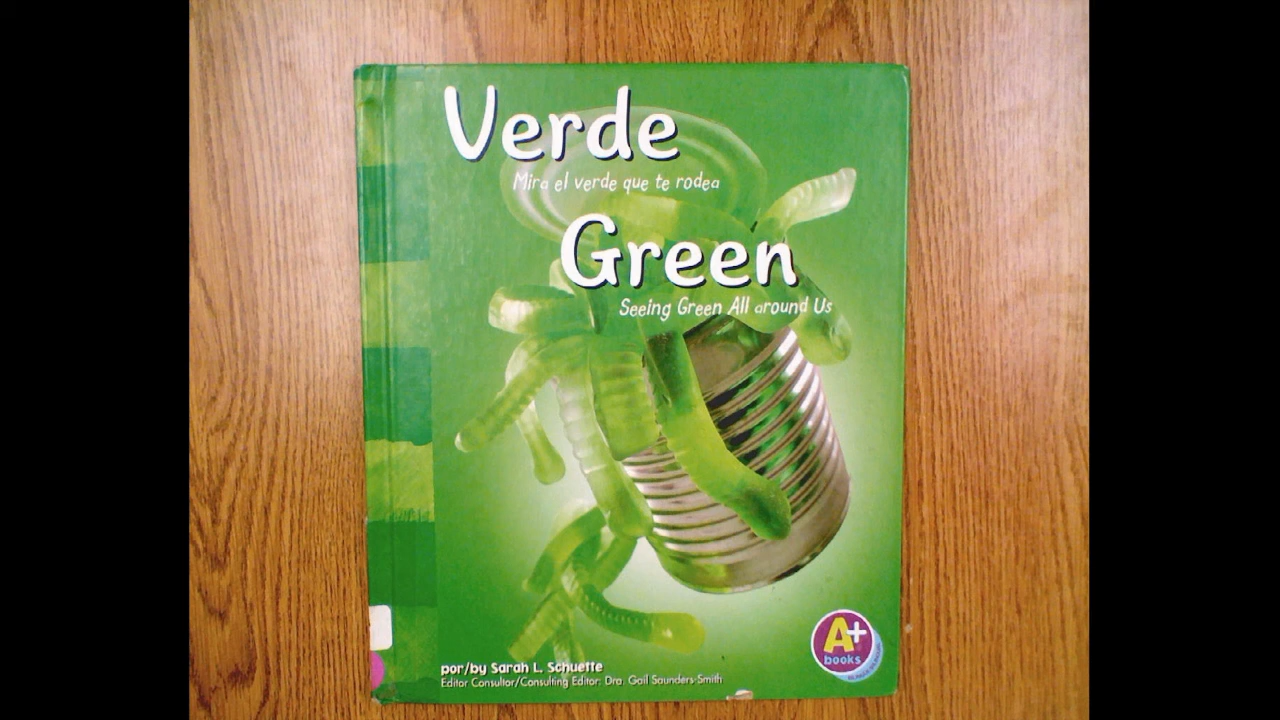 Verde
Mira el verde que te rodea
Green
Seeing Green All around Us
por/by Sarah L. Schuette
Editor Consultor/Consulting Editor: Dra. Gail Saunders-Smith
A+
books